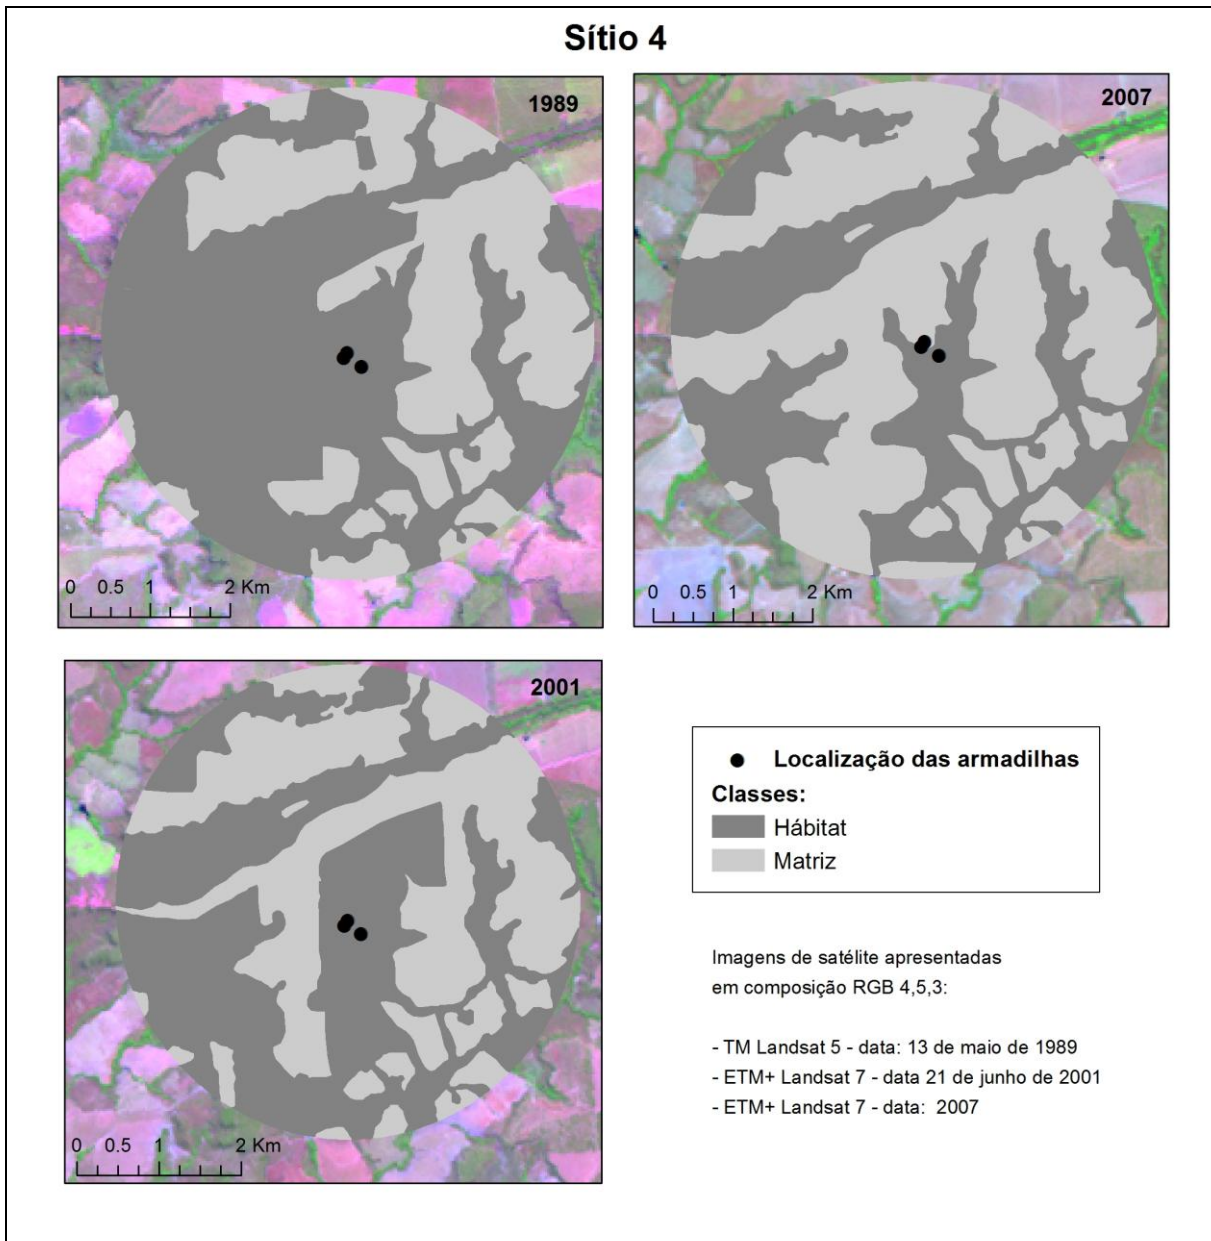 Sítio 4
1989
0 0.5 1 2 Km
2007
0 0.5 1 2 Km
2001
0 0.5 1 2 Km
Localização das armadilhas
Classes:
Hábitat
Matriz
Imagens de satélite apresentadas
em composição RGB 4,5,3:
- TM Landsat 5 - data: 13 de maio de 1989
- ETM+ Landsat 7 - data 21 de junho de 2001
- ETM+ Landsat 7 - data: 2007